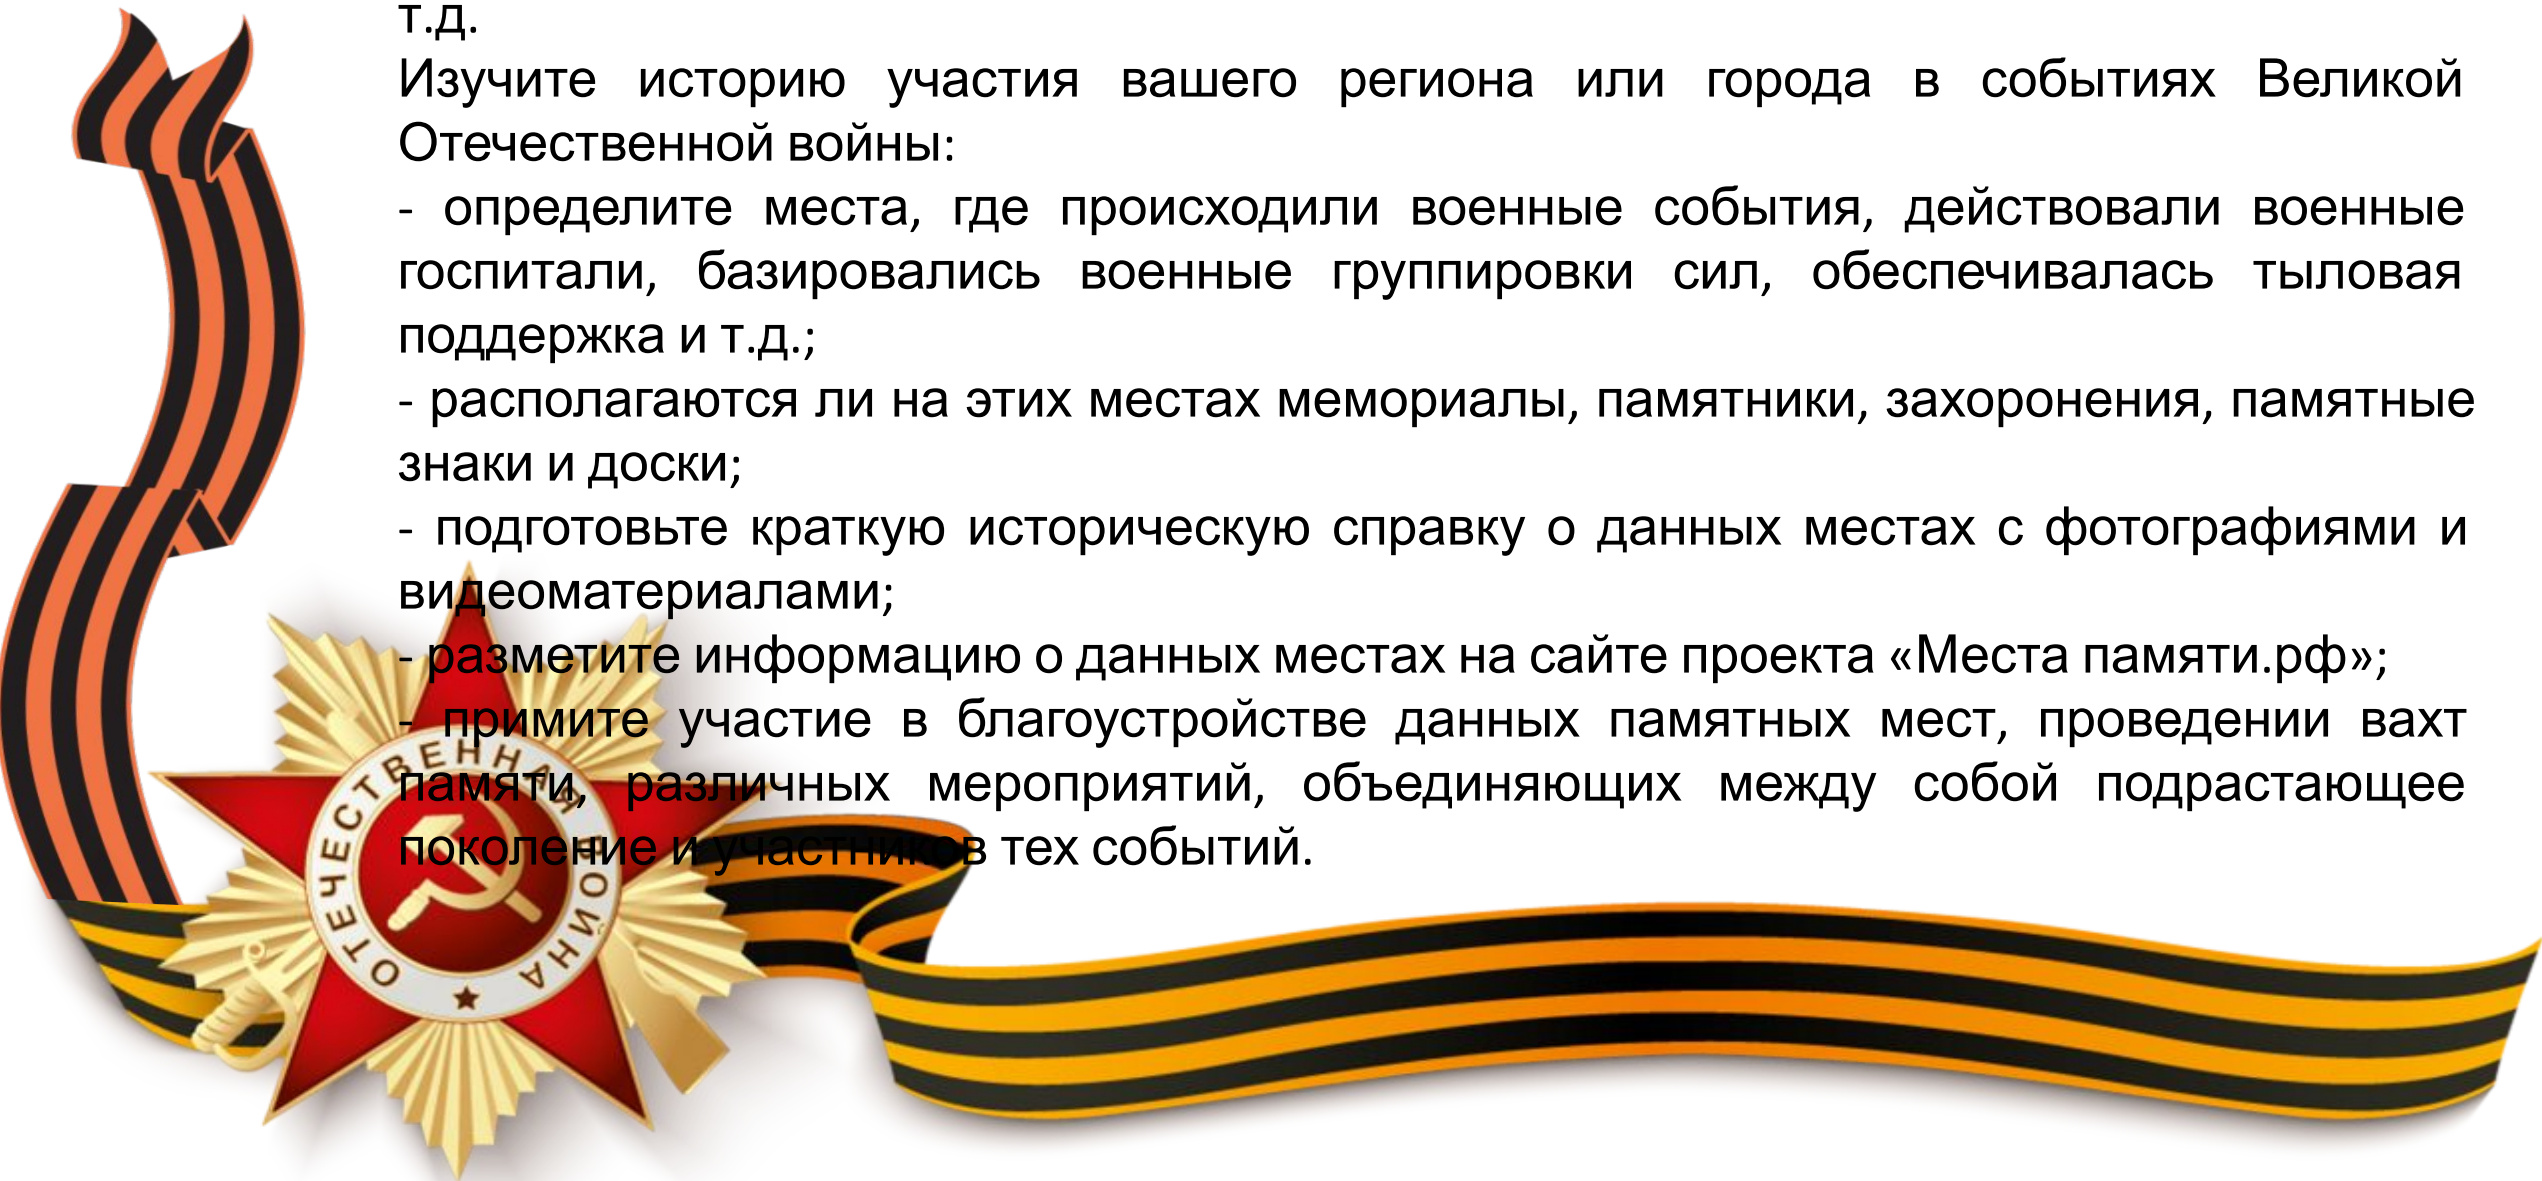 т.д.
Изучите историю участия вашего региона или города в событиях Великой
Отечественной войны:
- определите места, где происходили военные события, действовали военные
госпитали, базировались военные группировки сил, обеспечивалась тыловая
поддержка и т.д.;
- располагаются ли на этих местах мемориалы, памятники, захоронения, памятные
знаки и доски;
- подготовьте краткую историческую справку о данных местах с фотографиями и
видеоматериалами;
- разметите информацию о данных местах на сайте проекта «Места памяти.рф»;
- примите участие в благоустройстве данных памятных мест, проведении вахт
памяти, различных мероприятий, объединяющих между собой подрастающее
поколение и участников тех событий.
ОТЕЧЕСТВЕННАЯ ВОЙНА